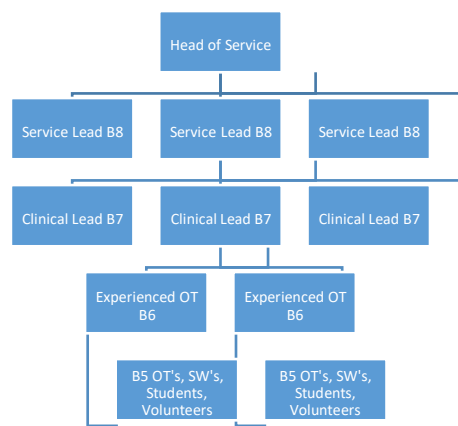 Head of Service
Service Lead B8
Service Lead B8
Service Lead B8
Clinical Lead B7
Clinical Lead B7
Clinical Lead B7
Experienced OT
B6
Experienced OT
B6
B5 OT's, SW's,
Students,
Volunteers
B5 OT's, SW's,
Students,
Volunteers